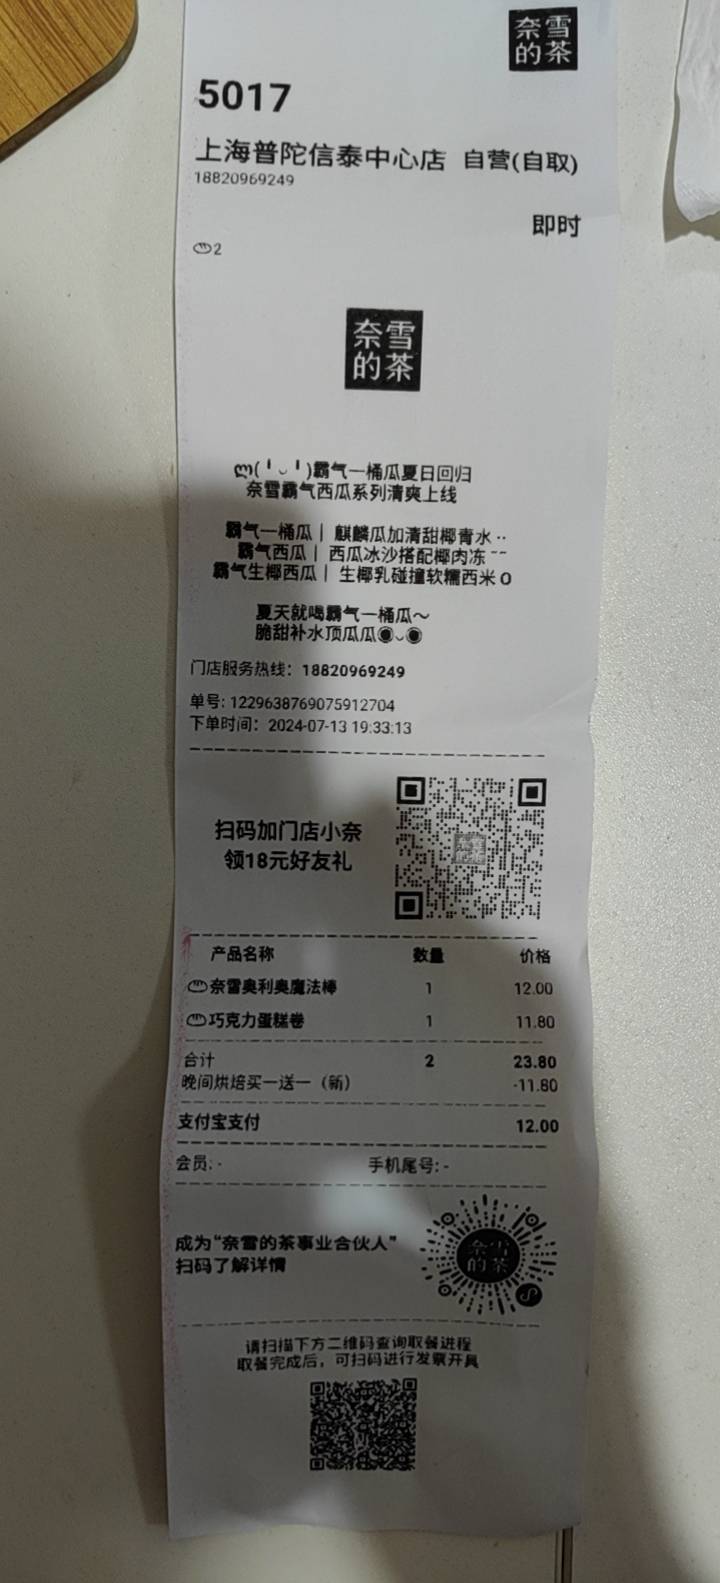 奈雪
的茶
5017
上海普陀信泰中心店 自营(自取)
18820969249
即时
2
奈雪
的茶
ლ(╹◡╹)霸气一桶瓜夏日回归
奈雪霸气西瓜系列清爽上线
霸气一桶瓜｜麒麟瓜加清甜椰青水··
霸气西瓜｜西瓜冰沙搭配椰肉冻~~
霸气生椰西瓜｜生椰乳碰撞软糯西米O
夏天就喝霸气一桶瓜～
脆甜补水顶瓜瓜◉⌣◉
门店服务热线：18820969249
单号: 1229638769075912704
下单时间：2024-07-13 19:33:13
扫码加门店小奈
领18元好友礼
产品名称 数量 价格
奈雪奥利奥魔法棒 1 12.00
巧克力蛋糕卷 1 11.80
合计 2 23.80
晚间烘焙买一送一（新） -11.80
支付宝支付 12.00
会员: - 手机尾号: -
成为“奈雪的茶事业合伙人”
扫码了解详情
奈雪
的茶
请扫描下方二维码查询取餐进程
取餐完成后，可扫码进行发票开具